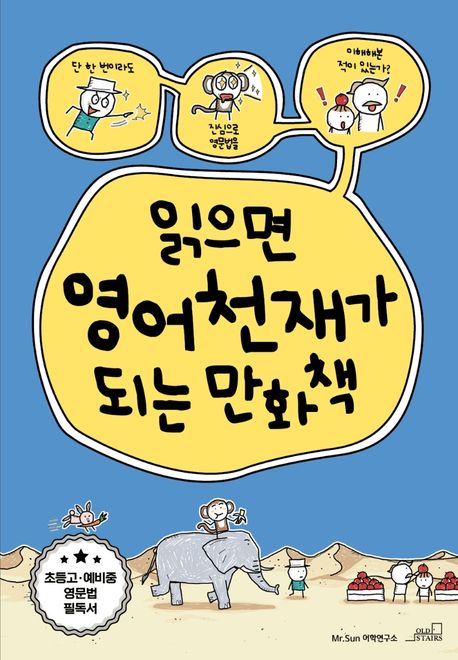 단 한 번이라도
진심으로
영문법을
이해해본
적이 있는가?
읽으면
영어천재가
되는 만화책
초등고·예비중
영문법
필독서
Mr.Sun 어학연구소
OLD
STAIRS